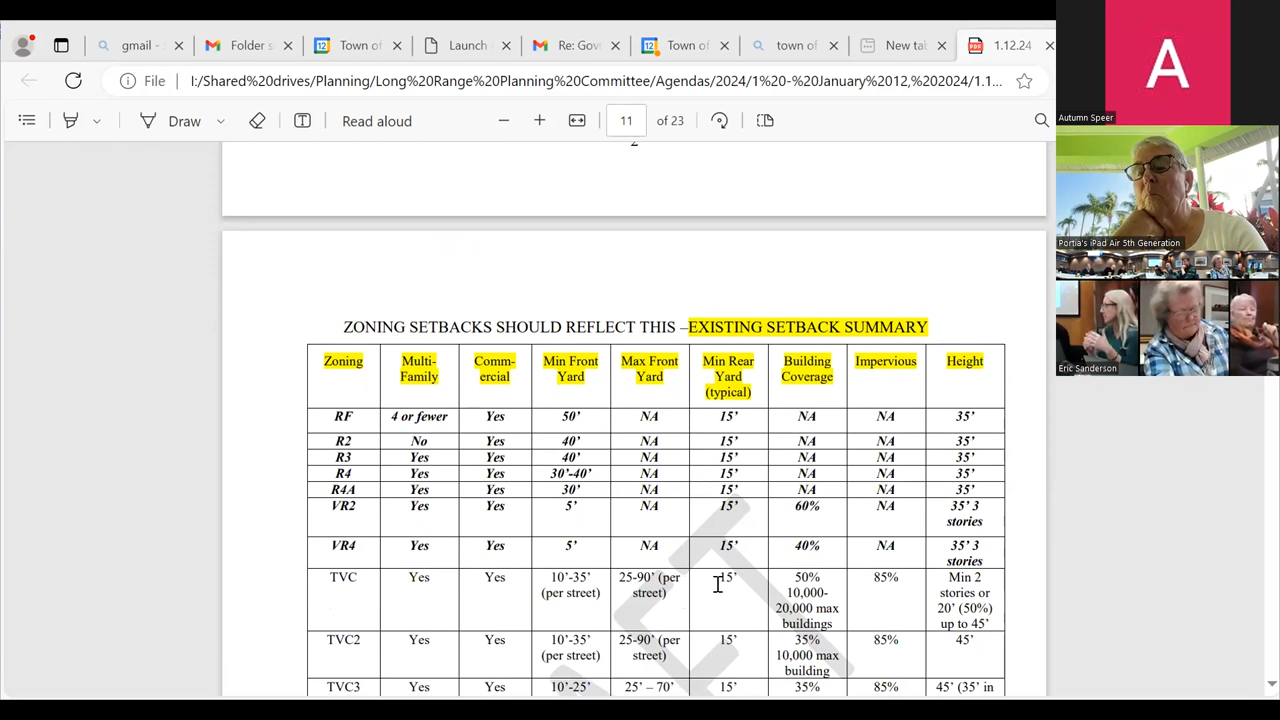 gmail -
Folder s
Town of
Launch
Re: Gov
Town of
town of
New tab
1.12.24
File
I:/Shared%20drives/Planning/Long%20Range%20Planning%20Committee/Agendas/2024/1%20-%20January%2012,%202024/1.1...
Draw
Read aloud
11
of 23
A
Autumn Speer
Portia's iPad Air 5th Generation
Eric Sanderson
2
ZONING SETBACKS SHOULD REFLECT THIS –EXISTING SETBACK SUMMARY
Zoning Multi-Family Comm-ercial Min Front Yard Max Front Yard Min Rear Yard (typical) Building Coverage Impervious Height
RF 4 or fewer Yes 50' NA 15' NA NA 35'
R2 No Yes 40' NA 15' NA NA 35'
R3 Yes Yes 40' NA 15' NA NA 35'
R4 Yes Yes 30'-40' NA 15' NA NA 35'
R4A Yes Yes 30' NA 15' NA NA 35'
VR2 Yes Yes 5' NA 15' 60% NA 35' 3 stories
VR4 Yes Yes 5' NA 15' 40% NA 35' 3 stories
TVC Yes Yes 10'-35' (per street) 25-90' (per street) 15' 50% 10,000-20,000 max buildings 85% Min 2 stories or 20' (50%) up to 45'
TVC2 Yes Yes 10'-35' (per street) 25-90' (per street) 15' 35% 10,000 max building 85% 45'
TVC3 Yes Yes 10'-25' 25' – 70' 15' 35% 85% 45' (35' in